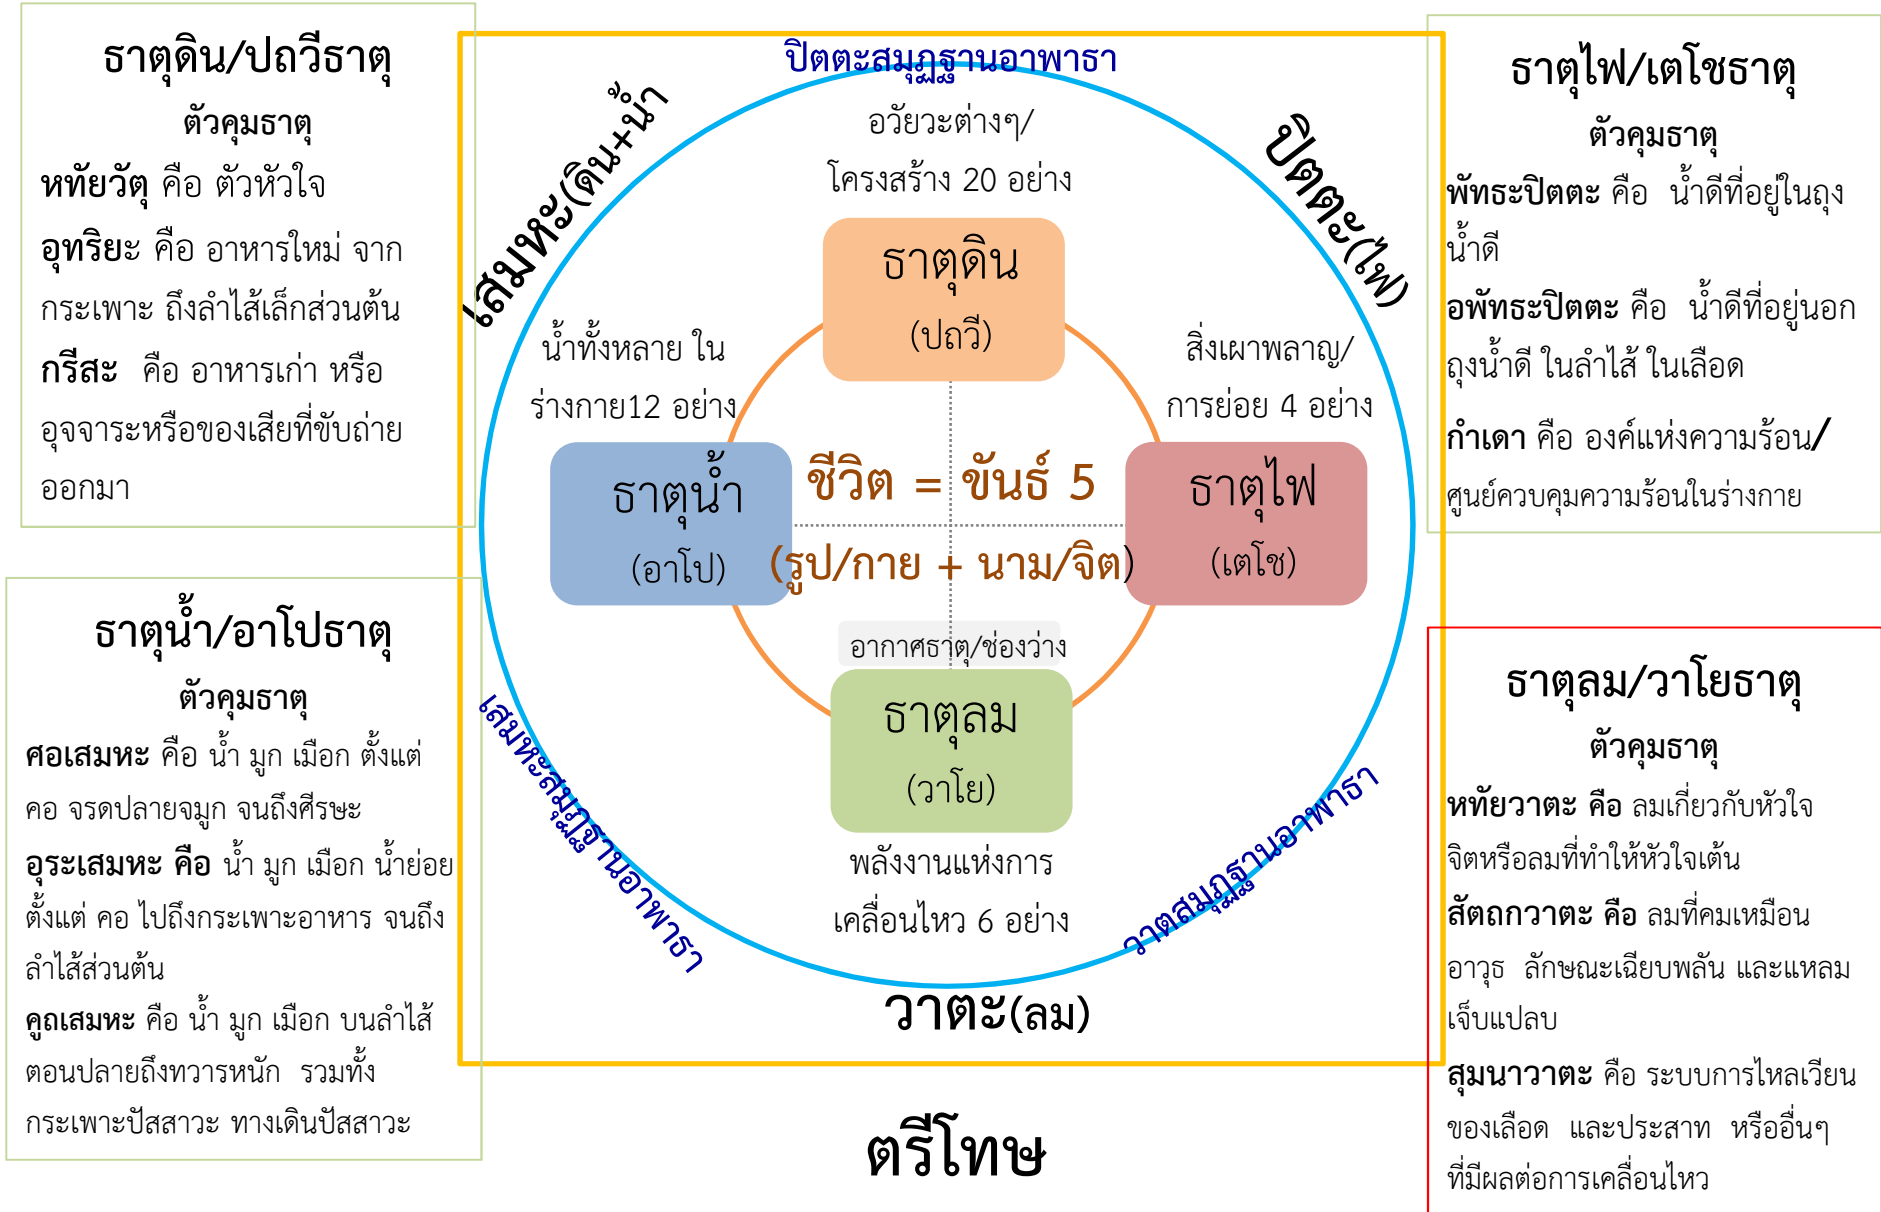 ธาตุดิน/ปถวีธาตุ
ตัวคุมธาตุ
หทัยวัตุ คือ ตัวหัวใจ
อุทริยะ คือ อาหารใหม่ จาก
กระเพาะ ถึงลำไส้เล็กส่วนต้น
กรีสะ คือ อาหารเก่า หรือ
อุจจาระหรือของเสียที่ขับถ่าย
ออกมา
ธาตุน้ำ/อาโปธาตุ
ตัวคุมธาตุ
ศอเสมหะ คือ น้ำ มูก เมือก ตั้งแต่
คอ จรดปลายจมูก จนถึงศีรษะ
อุระเสมหะ คือ น้ำ มูก เมือก น้ำย่อย
ตั้งแต่ คอ ไปถึงกระเพาะอาหาร จนถึง
ลำไส้ส่วนต้น
คูถเสมหะ คือ น้ำ มูก เมือก บนลำไส้
ตอนปลายถึงทวารหนัก รวมทั้ง
กระเพาะปัสสาวะ ทางเดินปัสสาวะ
ปิตตะสมุฏฐานอาพาธา
เสมหะ(ดิน+น้ำ)
ปิตตะ(ไฟ)
อวัยวะต่างๆ/
โครงสร้าง 20 อย่าง
ธาตุดิน
(ปถวี)
น้ำทั้งหลาย ใน
ร่างกาย12 อย่าง
สิ่งเผาพลาญ/
การย่อย 4 อย่าง
ธาตุน้ำ
(อาโป)
ชีวิต = ขันธ์ 5
(รูป/กาย + นาม/จิต)
ธาตุไฟ
(เตโช)
อากาศธาตุ/ช่องว่าง
ธาตุลม
(วาโย)
พลังงานแห่งการ
เคลื่อนไหว 6 อย่าง
เสมหะสมุฏฐานอาพาธา
วาตสมุฏฐานอาพาธา
วาตะ(ลม)
ตรีโทษ
ธาตุไฟ/เตโชธาตุ
ตัวคุมธาตุ
พัทธะปิตตะ คือ น้ำดีที่อยู่ในถุง
น้ำดี
อพัทธะปิตตะ คือ น้ำดีที่อยู่นอก
ถุงน้ำดี ในลำไส้ ในเลือด
กำเดา คือ องค์แห่งความร้อน/
ศูนย์ควบคุมความร้อนในร่างกาย
ธาตุลม/วาโยธาตุ
ตัวคุมธาตุ
หทัยวาตะ คือ ลมเกี่ยวกับหัวใจ
จิตหรือลมที่ทำให้หัวใจเต้น
สัตถกวาตะ คือ ลมที่คมเหมือน
อาวุธ ลักษณะเฉียบพลัน และแหลม
เจ็บแปลบ
สุมนาวาตะ คือ ระบบการไหลเวียน
ของเลือด และประสาท หรืออื่นๆ
ที่มีผลต่อการเคลื่อนไหว